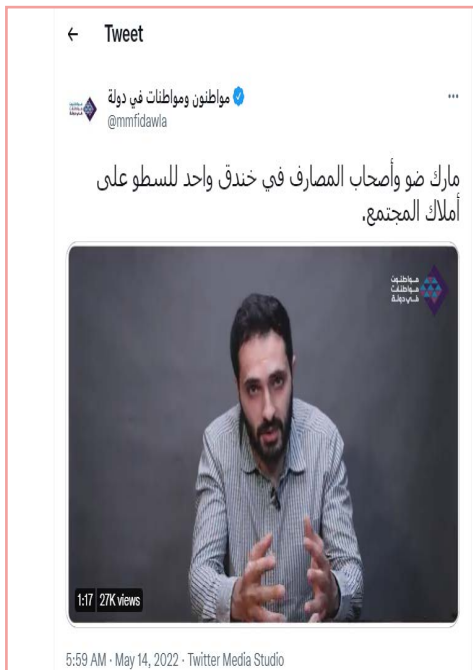 ← Tweet
مواطنون ومواطنات في دولة
@mmfidawla
مارك ضو وأصحاب المصارف في خندق واحد للسطو على
أملاك المجتمع.
مواطنون
مواطنات
في دولة
1:17 27K views
5:59 AM · May 14, 2022 · Twitter Media Studio